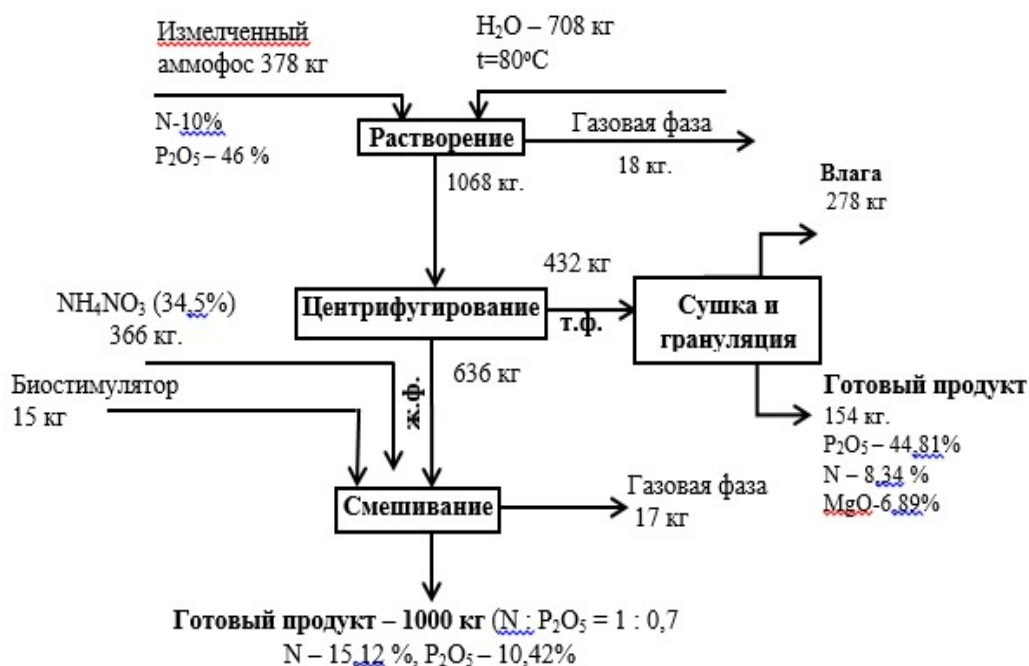 Измелченный
аммофос 378 кг
H₂O – 708 кг
t=80ᵒC
N-10%
P₂O₅ – 46 %
Растворение
Газовая фаза
18 кг.
1068 кг.
Влага
278 кг
432 кг
Центрифугирование
т.ф.
Сушка и
грануляция
NH₄NO₃ (34,5%)
366 кг.
636 кг
ж.ф.
Биостимулятор
15 кг
Готовый продукт
154 кг.
P₂O₅ – 44,81%
N – 8,34 %
MgO-6,89%
Смешивание
Газовая фаза
17 кг
Готовый продукт – 1000 кг (N : P₂O₅ = 1 : 0,7
N – 15,12 %, P₂O₅ – 10,42%